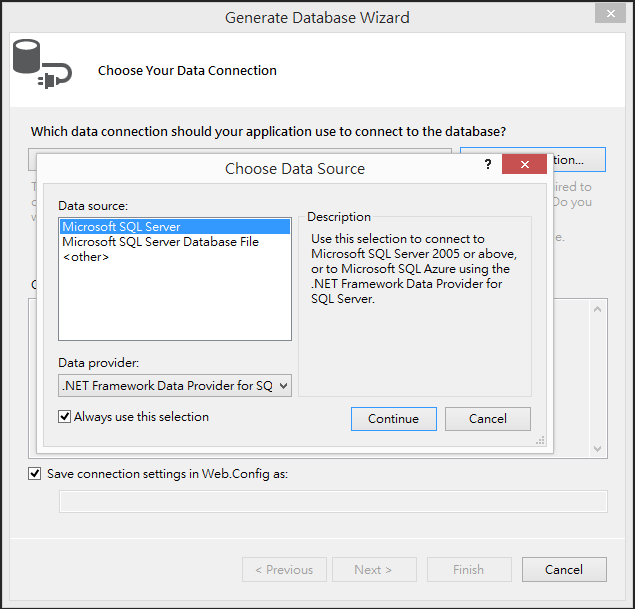 Generate Database Wizard
Choose Your Data Connection
Which data connection should your application use to connect to the database?
Choose Data Source
?
Data source:
Microsoft SQL Server
Microsoft SQL Server Database File
<other>
Description
Use this selection to connect to
Microsoft SQL Server 2005 or above,
or to Microsoft SQL Azure using the
.NET Framework Data Provider for
SQL Server.
Data provider:
.NET Framework Data Provider for SQ
Always use this selection
Continue
Cancel
Do you
Save connection settings in Web.Config as:
< Previous
Next >
Finish
Cancel